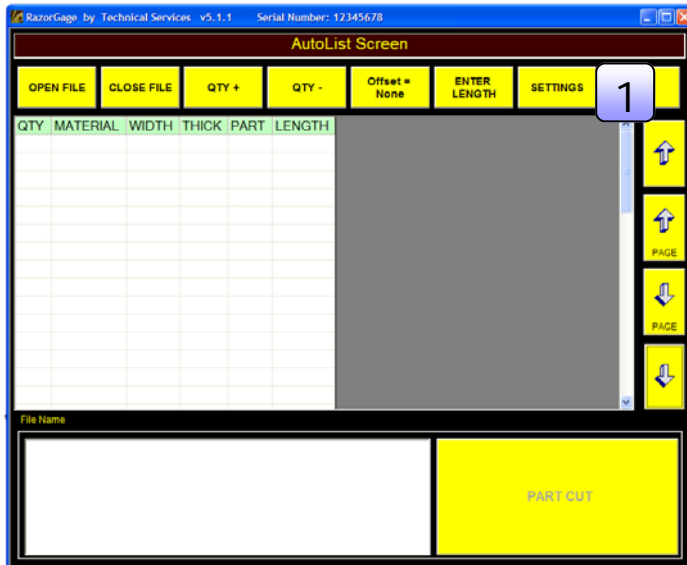 RazorGage by Technical Services v5.1.1 Serial Number: 12345678
AutoList Screen
OPEN FILE CLOSE FILE QTY + QTY - Offset = None ENTER LENGTH SETTINGS 1
QTY MATERIAL WIDTH THICK PART LENGTH
PAGE
PAGE
File Name
PART CUT